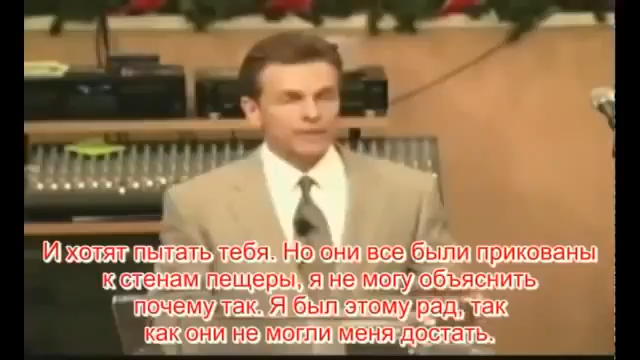 И хотят пытать тебя. Но они все были прикованы
к стенам пещеры, я не могу объяснить
почему так. Я был этому рад, так
как они не могли меня достать.